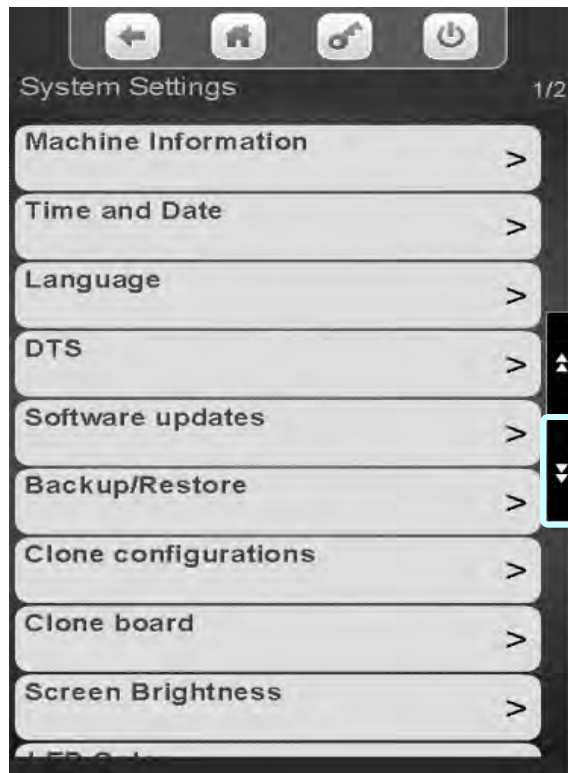 System Settings 1/2
Machine Information >
Time and Date >
Language >
DTS >
Software updates >
Backup/Restore >
Clone configurations >
Clone board >
Screen Brightness >